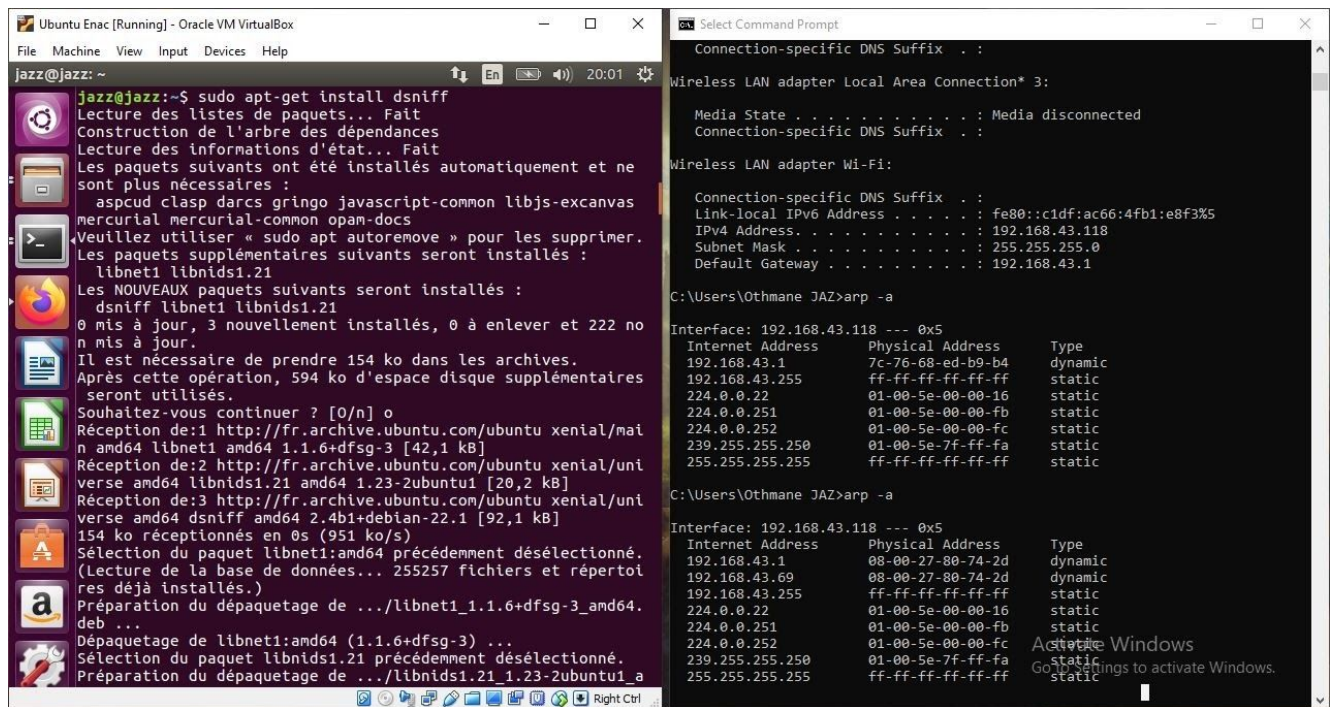 Ubuntu Enac [Running] - Oracle VM VirtualBox
File Machine View Input Devices Help
jazz@jazz: ~
En
20:01
jazz@jazz:~$ sudo apt-get install dsniff
Lecture des listes de paquets... Fait
Construction de l'arbre des dépendances
Lecture des informations d'état... Fait
Les paquets suivants ont été installés automatiquement et ne
sont plus nécessaires :
aspcud clasp darcs gringo javascript-common libjs-excanvas
mercurial mercurial-common opam-docs
Veuillez utiliser « sudo apt autoremove » pour les supprimer.
Les paquets supplémentaires suivants seront installés :
libnet1 libnids1.21
Les NOUVEAUX paquets suivants seront installés :
dsniff libnet1 libnids1.21
0 mis à jour, 3 nouvellement installés, 0 à enlever et 222 no
n mis à jour.
Il est nécessaire de prendre 154 ko dans les archives.
Après cette opération, 594 ko d'espace disque supplémentaires
seront utilisés.
Souhaitez-vous continuer ? [O/n] o
Réception de:1 http://fr.archive.ubuntu.com/ubuntu xenial/mai
n amd64 libnet1 amd64 1.1.6+dfsg-3 [42,1 kB]
Réception de:2 http://fr.archive.ubuntu.com/ubuntu xenial/uni
verse amd64 libnids1.21 amd64 1.23-2ubuntu1 [20,2 kB]
Réception de:3 http://fr.archive.ubuntu.com/ubuntu xenial/uni
verse amd64 dsniff amd64 2.4b1+debian-22.1 [92,1 kB]
154 ko réceptionnés en 0s (951 ko/s)
Sélection du paquet libnet1:amd64 précédemment désélectionné.
(Lecture de la base de données... 255257 fichiers et répertoi
res déjà installés.)
Préparation du dépaquetage de .../libnet1_1.1.6+dfsg-3_amd64.
deb ...
Dépaquetage de libnet1:amd64 (1.1.6+dfsg-3) ...
Sélection du paquet libnids1.21 précédemment désélectionné.
Préparation du dépaquetage de .../libnids1.21_1.23-2ubuntu1_a
Right Ctrl
Select Command Prompt
Connection-specific DNS Suffix . :
Wireless LAN adapter Local Area Connection* 3:
Media State . . . . . . . . . . . : Media disconnected
Connection-specific DNS Suffix . :
Wireless LAN adapter Wi-Fi:
Connection-specific DNS Suffix . :
Link-local IPv6 Address . . . . . : fe80::c1df:ac66:4fb1:e8f3%5
IPv4 Address. . . . . . . . . . . : 192.168.43.118
Subnet Mask . . . . . . . . . . . : 255.255.255.0
Default Gateway . . . . . . . . . : 192.168.43.1
C:\Users\Othmane JAZ>arp -a
Interface: 192.168.43.118 --- 0x5
Internet Address Physical Address Type
192.168.43.1 7c-76-68-ed-b9-b4 dynamic
192.168.43.255 ff-ff-ff-ff-ff-ff static
224.0.0.22 01-00-5e-00-00-16 static
224.0.0.251 01-00-5e-00-00-fb static
224.0.0.252 01-00-5e-00-00-fc static
239.255.255.250 01-00-5e-7f-ff-fa static
255.255.255.255 ff-ff-ff-ff-ff-ff static
C:\Users\Othmane JAZ>arp -a
Interface: 192.168.43.118 --- 0x5
Internet Address Physical Address Type
192.168.43.1 08-00-27-80-74-2d dynamic
192.168.43.69 08-00-27-80-74-2d dynamic
192.168.43.255 ff-ff-ff-ff-ff-ff static
224.0.0.22 01-00-5e-00-00-16 static
224.0.0.251 01-00-5e-00-00-fb static
224.0.0.252 01-00-5e-00-00-fc static
239.255.255.250 01-00-5e-7f-ff-fa static
255.255.255.255 ff-ff-ff-ff-ff-ff static
Activate Windows
Go to Settings to activate Windows.